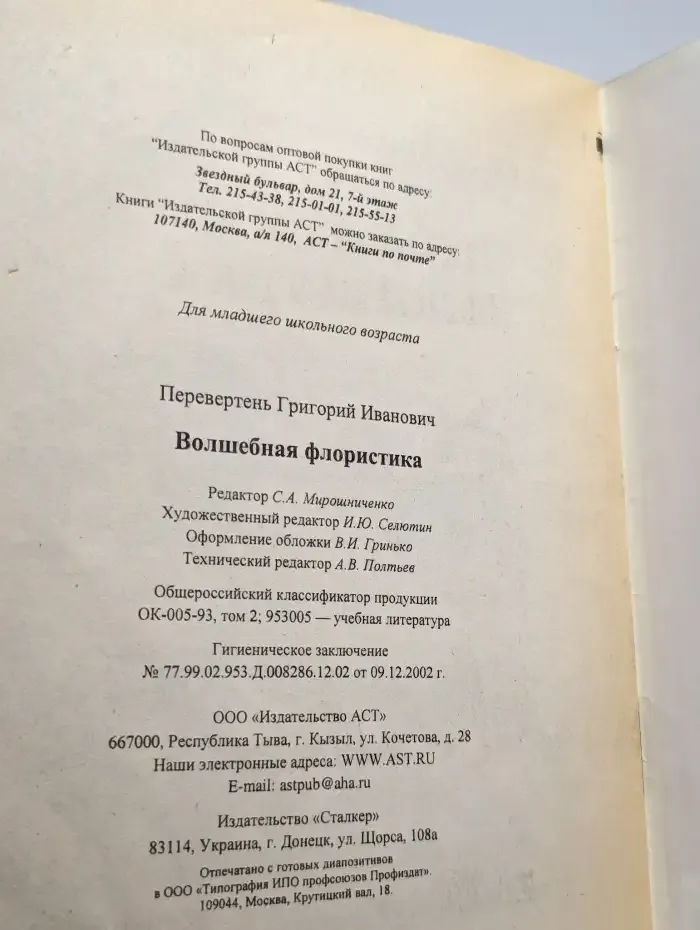 По вопросам оптовой покупки книг
"Издательской группы АСТ" обращаться по адресу:
Звездный бульвар, дом 21, 7-й этаж
Тел. 215-43-38, 215-01-01, 215-55-13
Книги "Издательской группы АСТ" можно заказать по адресу:
107140, Москва, а/я 140, АСТ – "Книги по почте"
Для младшего школьного возраста
Перевертень Григорий Иванович
Волшебная флористика
Редактор С.А. Мирошниченко
Художественный редактор И.Ю. Селютин
Оформление обложки В.И. Гринько
Технический редактор А.В. Полтьев
Общероссийский классификатор продукции
ОК-005-93, том 2; 953005 — учебная литература
Гигиеническое заключение
№ 77.99.02.953.Д.008286.12.02 от 09.12.2002 г.
ООО «Издательство АСТ»
667000, Республика Тыва, г. Кызыл, ул. Кочетова, д. 28
Наши электронные адреса: WWW.AST.RU
E-mail: astpub@aha.ru
Издательство «Сталкер»
83114, Украина, г. Донецк, ул. Щорса, 108а
Отпечатано с готовых диапозитивов
в ООО «Типография ИПО профсоюзов Профиздат».
109044, Москва, Крутицкий вал, 18.